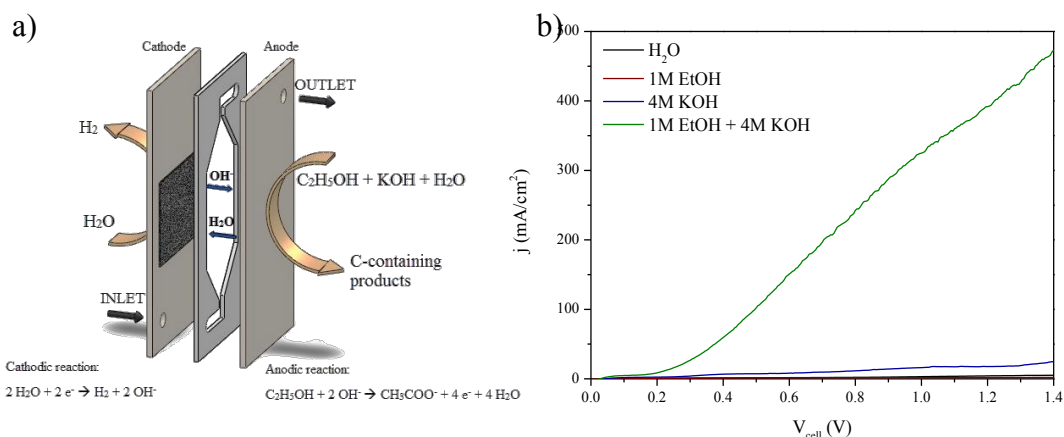 a)
Cathode
Anode
OUTLET
H₂
OH⁻
C₂H₅OH + KOH + H₂O
H₂O
H₂O
C-containing
products
INLET
Cathodic reaction:
2 H₂O + 2 e⁻ → H₂ + 2 OH⁻
Anodic reaction:
C₂H₅OH + 2 OH⁻ → CH₃COO⁻ + 4 e⁻ + 4 H₂O
b)
H₂O
1M EtOH
4M KOH
1M EtOH + 4M KOH
j (mA/cm²)
500
400
300
200
100
0
0.0 0.2 0.4 0.6 0.8 1.0 1.2 1.4
V_cell (V)